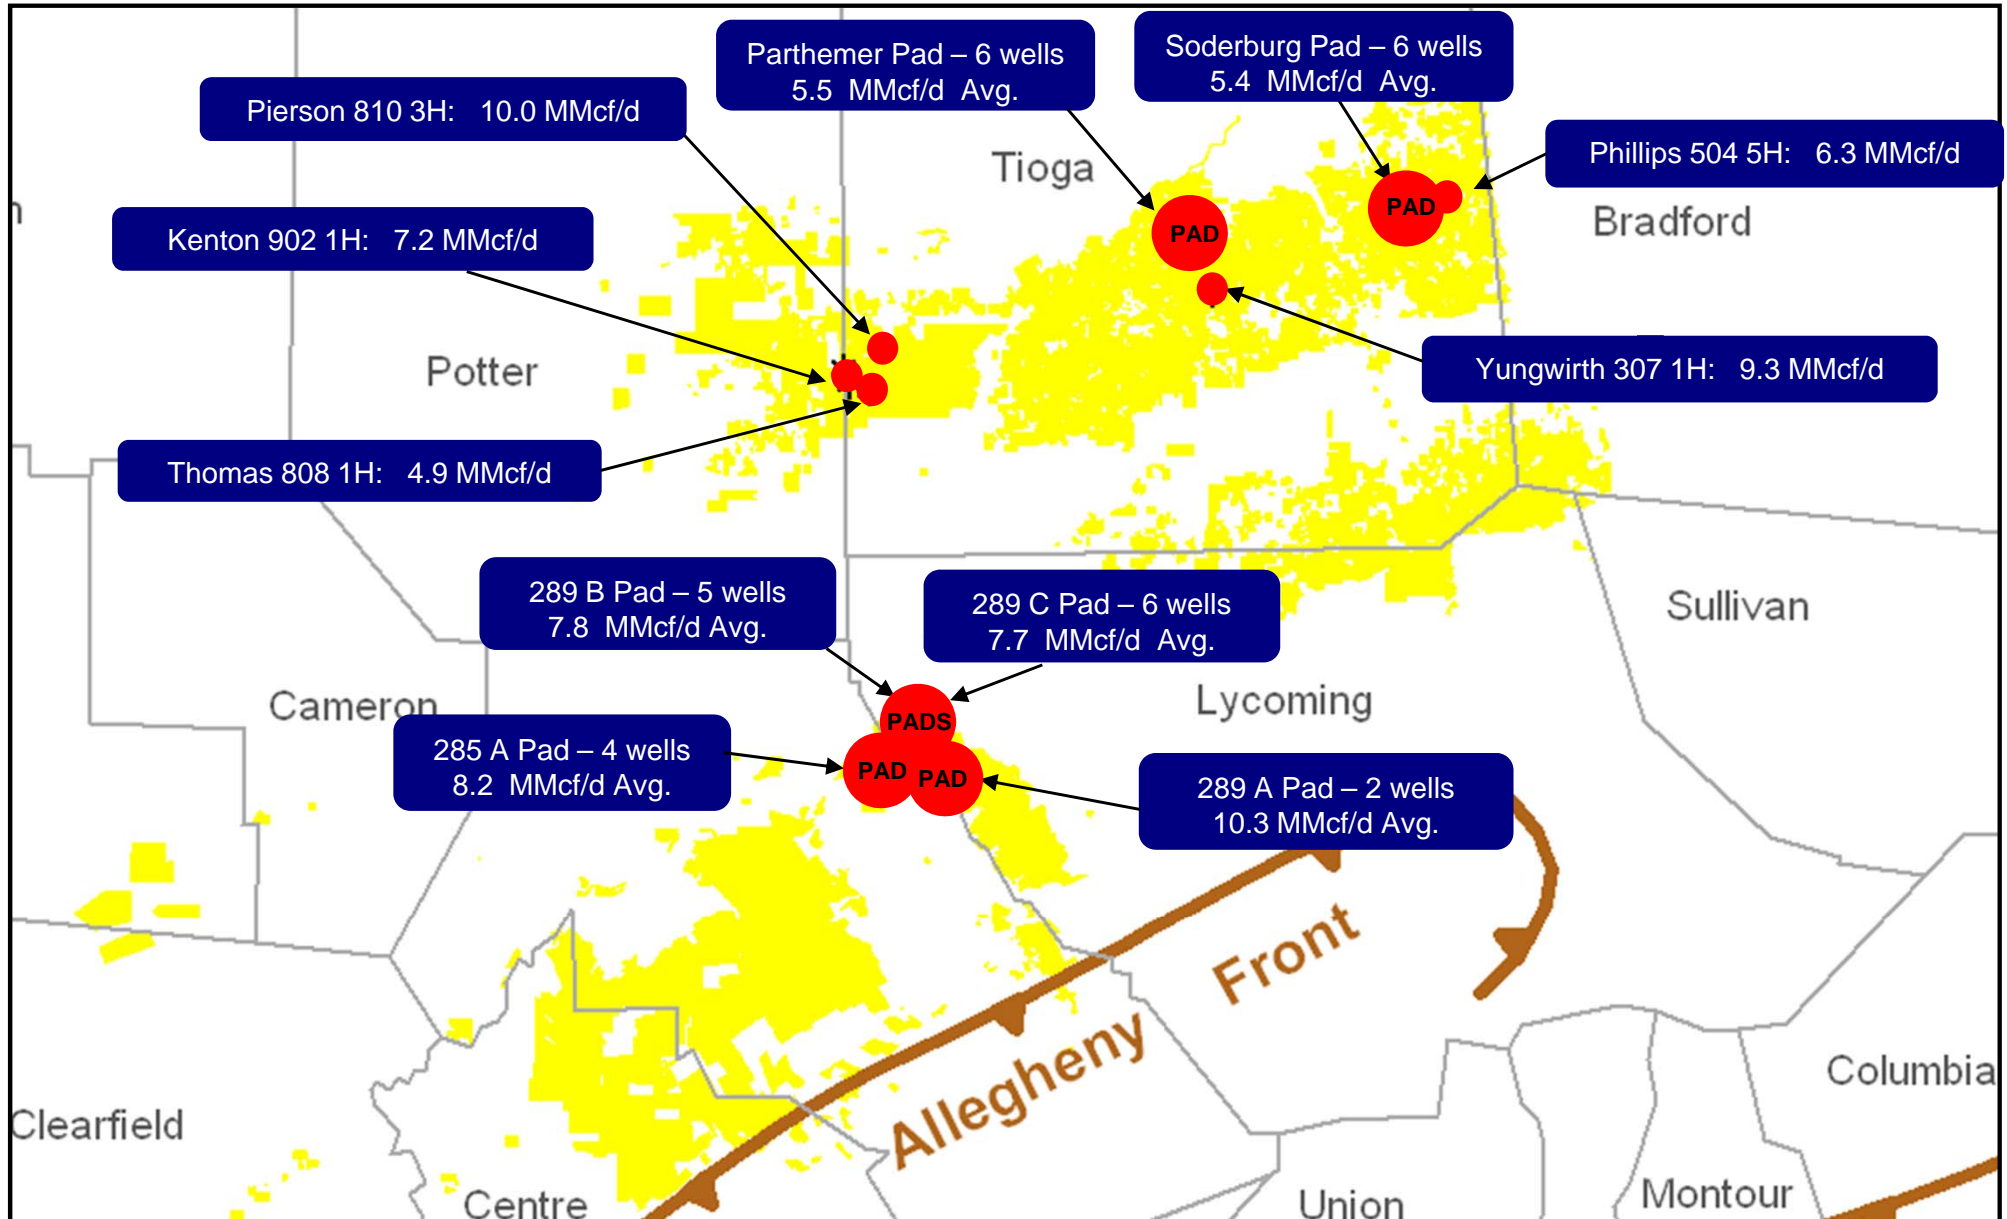 Parthemer Pad – 6 wells
5.5 MMcf/d Avg.
Soderburg Pad – 6 wells
5.4 MMcf/d Avg.
Pierson 810 3H: 10.0 MMcf/d
Phillips 504 5H: 6.3 MMcf/d
Tioga
PAD
Bradford
n
PAD
Kenton 902 1H: 7.2 MMcf/d
Potter
Yungwirth 307 1H: 9.3 MMcf/d
Thomas 808 1H: 4.9 MMcf/d
289 B Pad – 5 wells
7.8 MMcf/d Avg.
289 C Pad – 6 wells
7.7 MMcf/d Avg.
Sullivan
Cameron
Lycoming
PADS
285 A Pad – 4 wells
8.2 MMcf/d Avg.
PAD
PAD
289 A Pad – 2 wells
10.3 MMcf/d Avg.
Allegheny Front
Columbia
Clearfield
Centre
Union
Montour